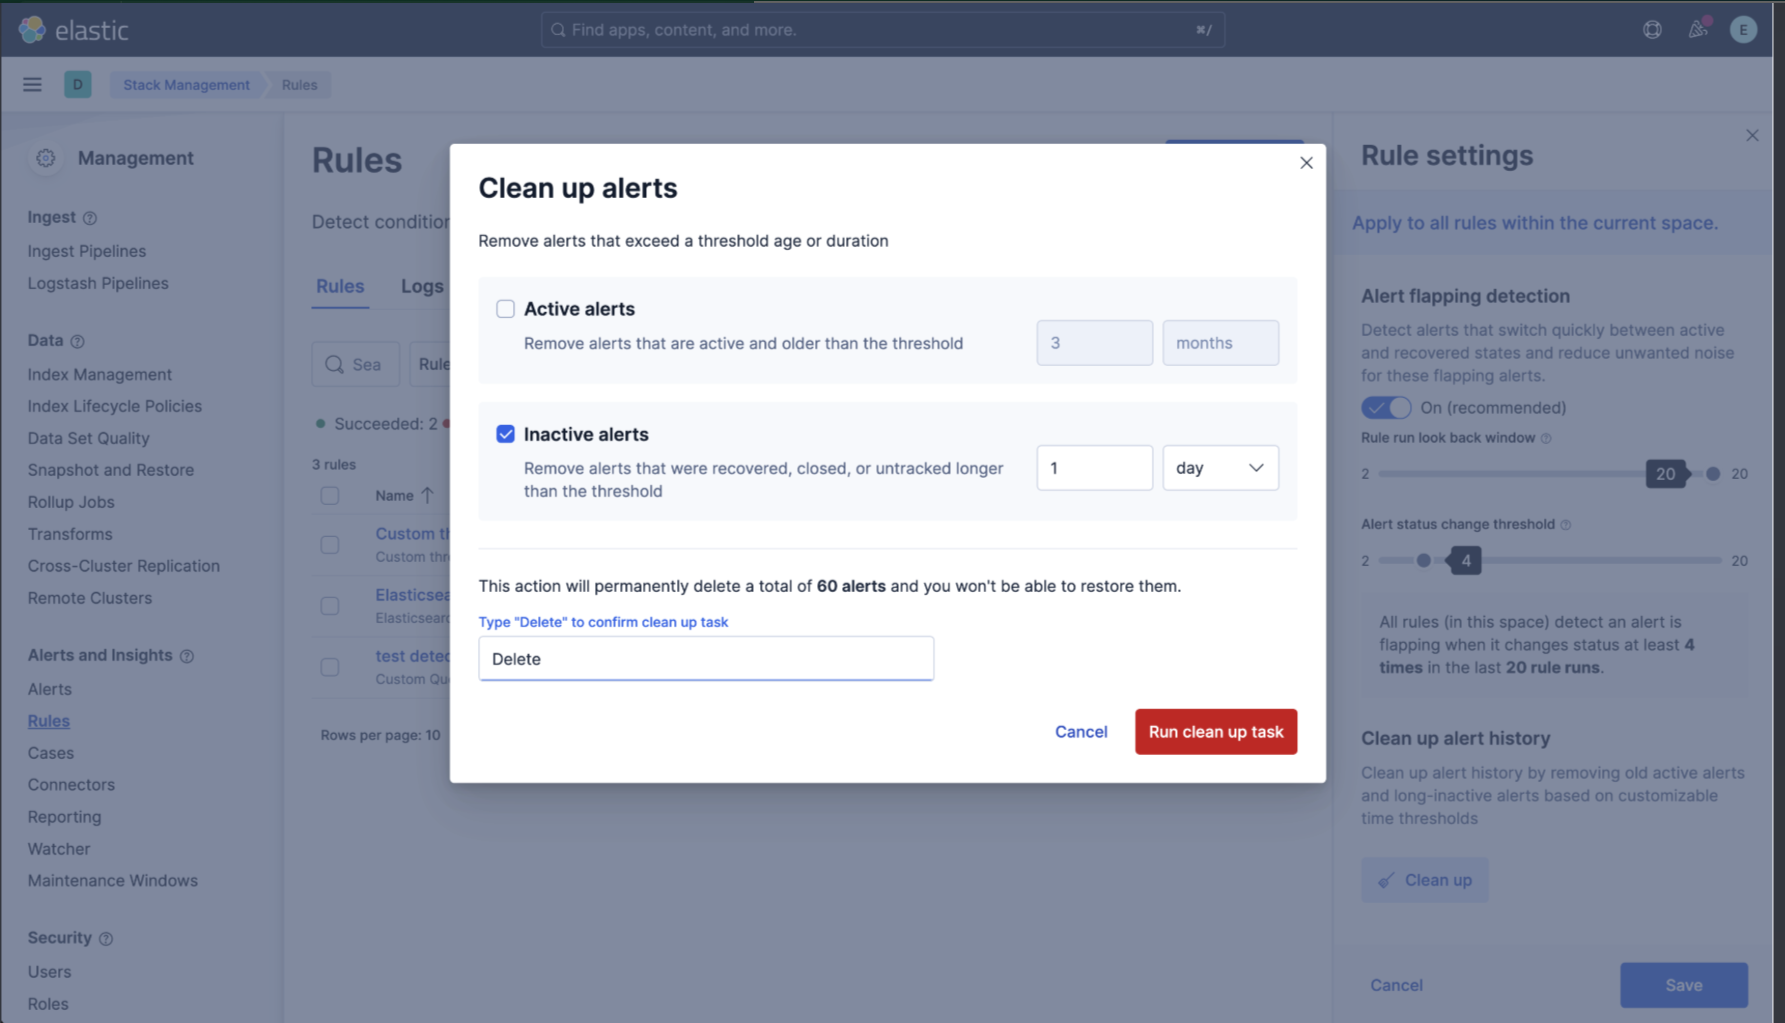 elastic
Find apps, content, and more.
⌘/
E
D
Stack Management
Rules
Management
Ingest
Ingest Pipelines
Logstash Pipelines
Data
Index Management
Index Lifecycle Policies
Data Set Quality
Snapshot and Restore
Rollup Jobs
Transforms
Cross-Cluster Replication
Remote Clusters
Alerts and Insights
Alerts
Rules
Cases
Connectors
Reporting
Watcher
Maintenance Windows
Security
Users
Roles
Rules
Detect condition
Rules
Logs
Sea
Rule
Succeeded: 2
3 rules
Name ↑
Custom th
Custom thre
Elasticsea
Elasticsearc
test detec
Custom Qu
Rows per page: 10
Clean up alerts
Remove alerts that exceed a threshold age or duration
Active alerts
Remove alerts that are active and older than the threshold
3
months
Inactive alerts
Remove alerts that were recovered, closed, or untracked longer
than the threshold
1
day
This action will permanently delete a total of 60 alerts and you won't be able to restore them.
Type "Delete" to confirm clean up task
Delete
Cancel
Run clean up task
Rule settings
Apply to all rules within the current space.
Alert flapping detection
Detect alerts that switch quickly between active
and recovered states and reduce unwanted noise
for these flapping alerts.
On (recommended)
Rule run look back window
2
20
20
Alert status change threshold
2
4
20
All rules (in this space) detect an alert is
flapping when it changes status at least 4
times in the last 20 rule runs.
Clean up alert history
Clean up alert history by removing old active alerts
and long-inactive alerts based on customizable
time thresholds
Clean up
Cancel
Save